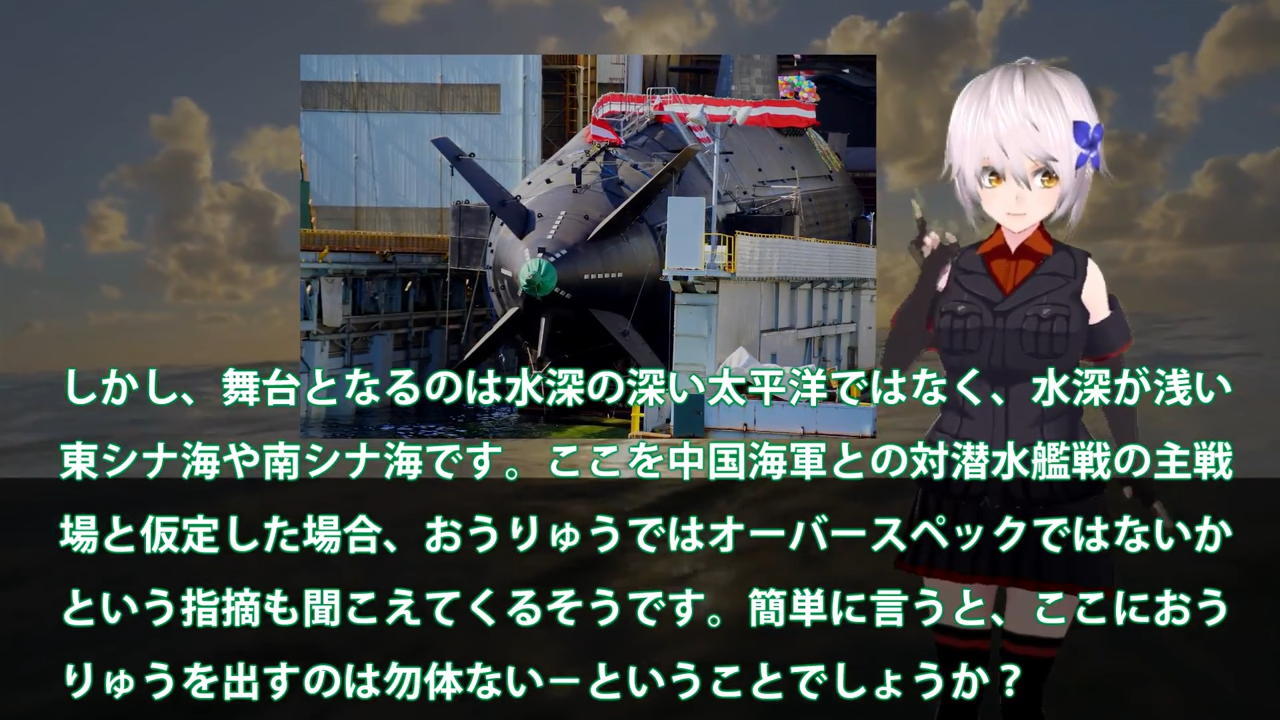 しかし、舞台となるのは水深の深い太平洋ではなく、水深が浅い
東シナ海や南シナ海です。ここを中国海軍との対潜水艦戦の主戦
場と仮定した場合、おうりゅうではオーバースペックではないか
という指摘も聞こえてくるそうです。簡単に言うと、ここにおう
りゅうを出すのは勿体ない－ということでしょうか？